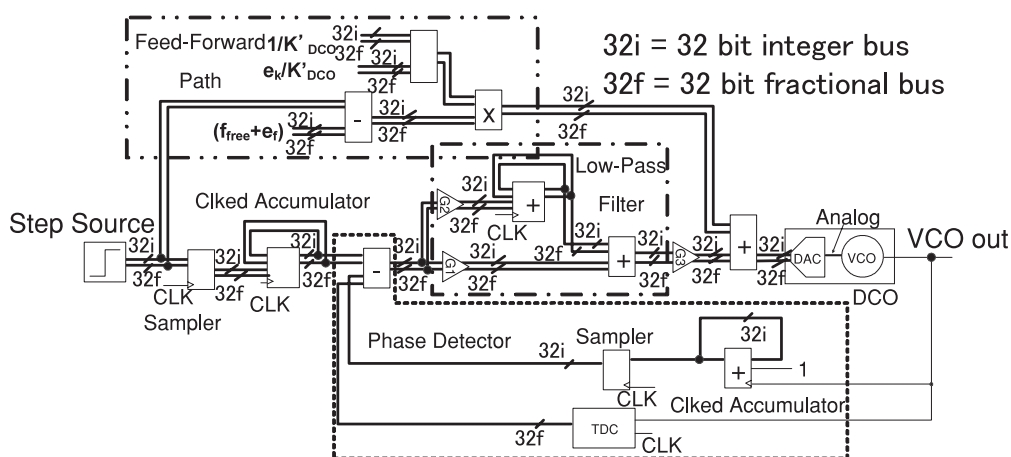 Feed-Forward
Path
1/K'DCO
32i
32f
ek/K'DCO
32i
32f
(ffree+ef)
32i
32f
-
32i
32f
X
32i
32f
32i = 32 bit integer bus
32f = 32 bit fractional bus
Step Source
32i
32f
CLK
Sampler
32i
32f
Clked Accumulator
CLK
32i
32f
-
32i
32f
G2
32i
32f
CLK
+
Low-Pass
Filter
G1
32i
32f
32i
32f
+
32i
32f
G3
32i
32f
+
32i
32f
Analog
DAC
VCO
DCO
VCO out
Phase Detector
32i
Sampler
CLK
32i
+
1
Clked Accumulator
32f
TDC
CLK